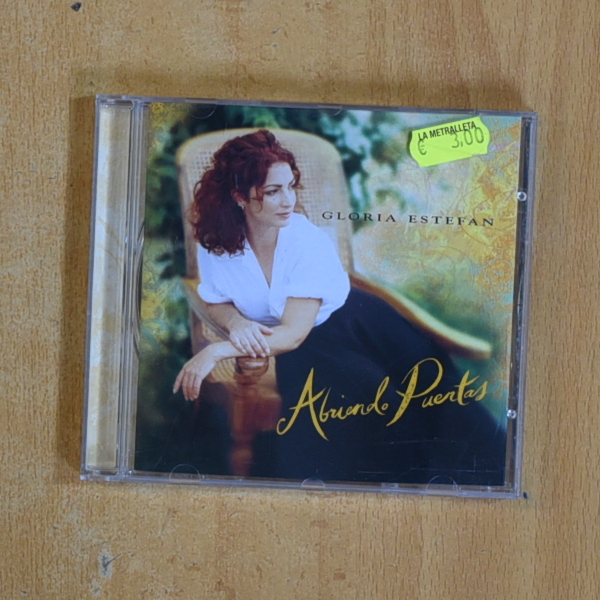 LA METRALLETA
€ 3,00
GLORIA ESTEFAN
Abriendo Puertas